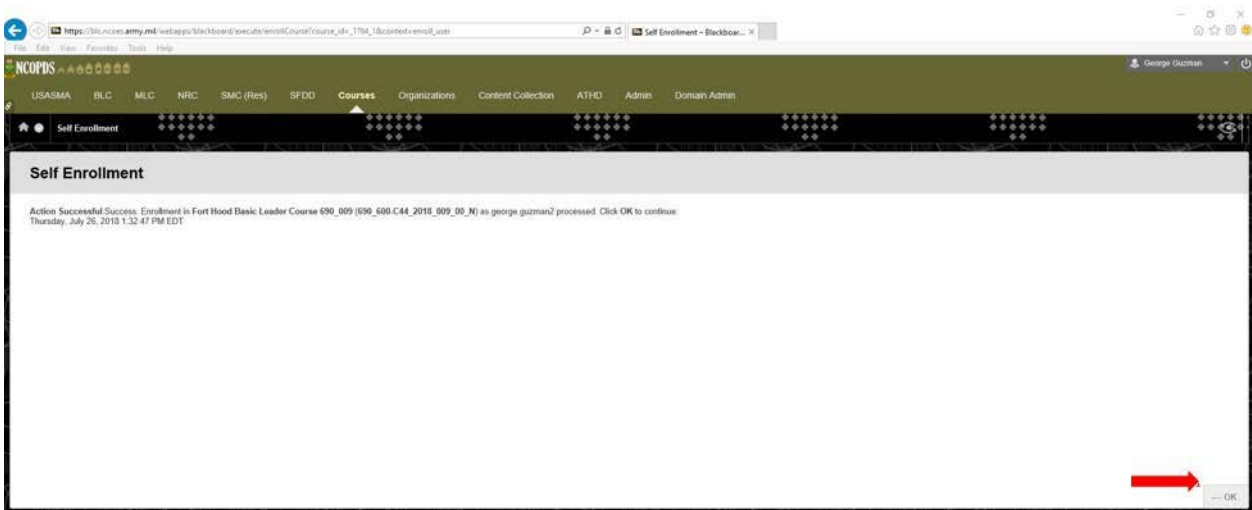 https://blc.ncoes.army.mil/webapps/blackboard/execute/enrollCourse?course_id=_1764_1&context=enroll_user
Self Enrollment – Blackboar...
File Edit View Favorites Tools Help
NCOPDS
George Guzman
USASMA BLC MLC NRC SMC (Res) SFDD Courses Organizations Content Collection ATHD Admin Domain Admin
Self Enrollment
Self Enrollment
Action Successful:Success: Enrollment in Fort Hood Basic Leader Course 690_009 (690_600-C44_2018_009_00_N) as george.guzman2 processed. Click OK to continue.
Thursday, July 26, 2018 1:32:47 PM EDT
OK